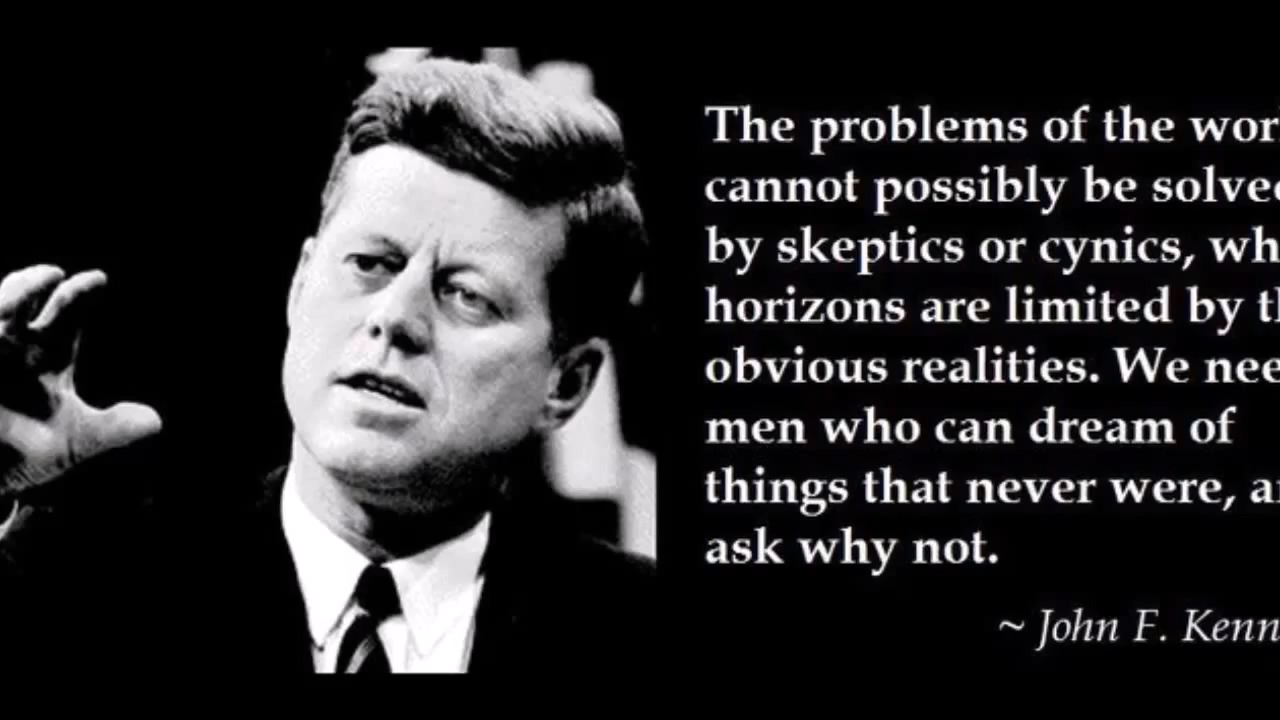 The problems of the wor
cannot possibly be solve
by skeptics or cynics, wh
horizons are limited by th
obvious realities. We nee
men who can dream of
things that never were, a
ask why not.
~ John F. Kenn